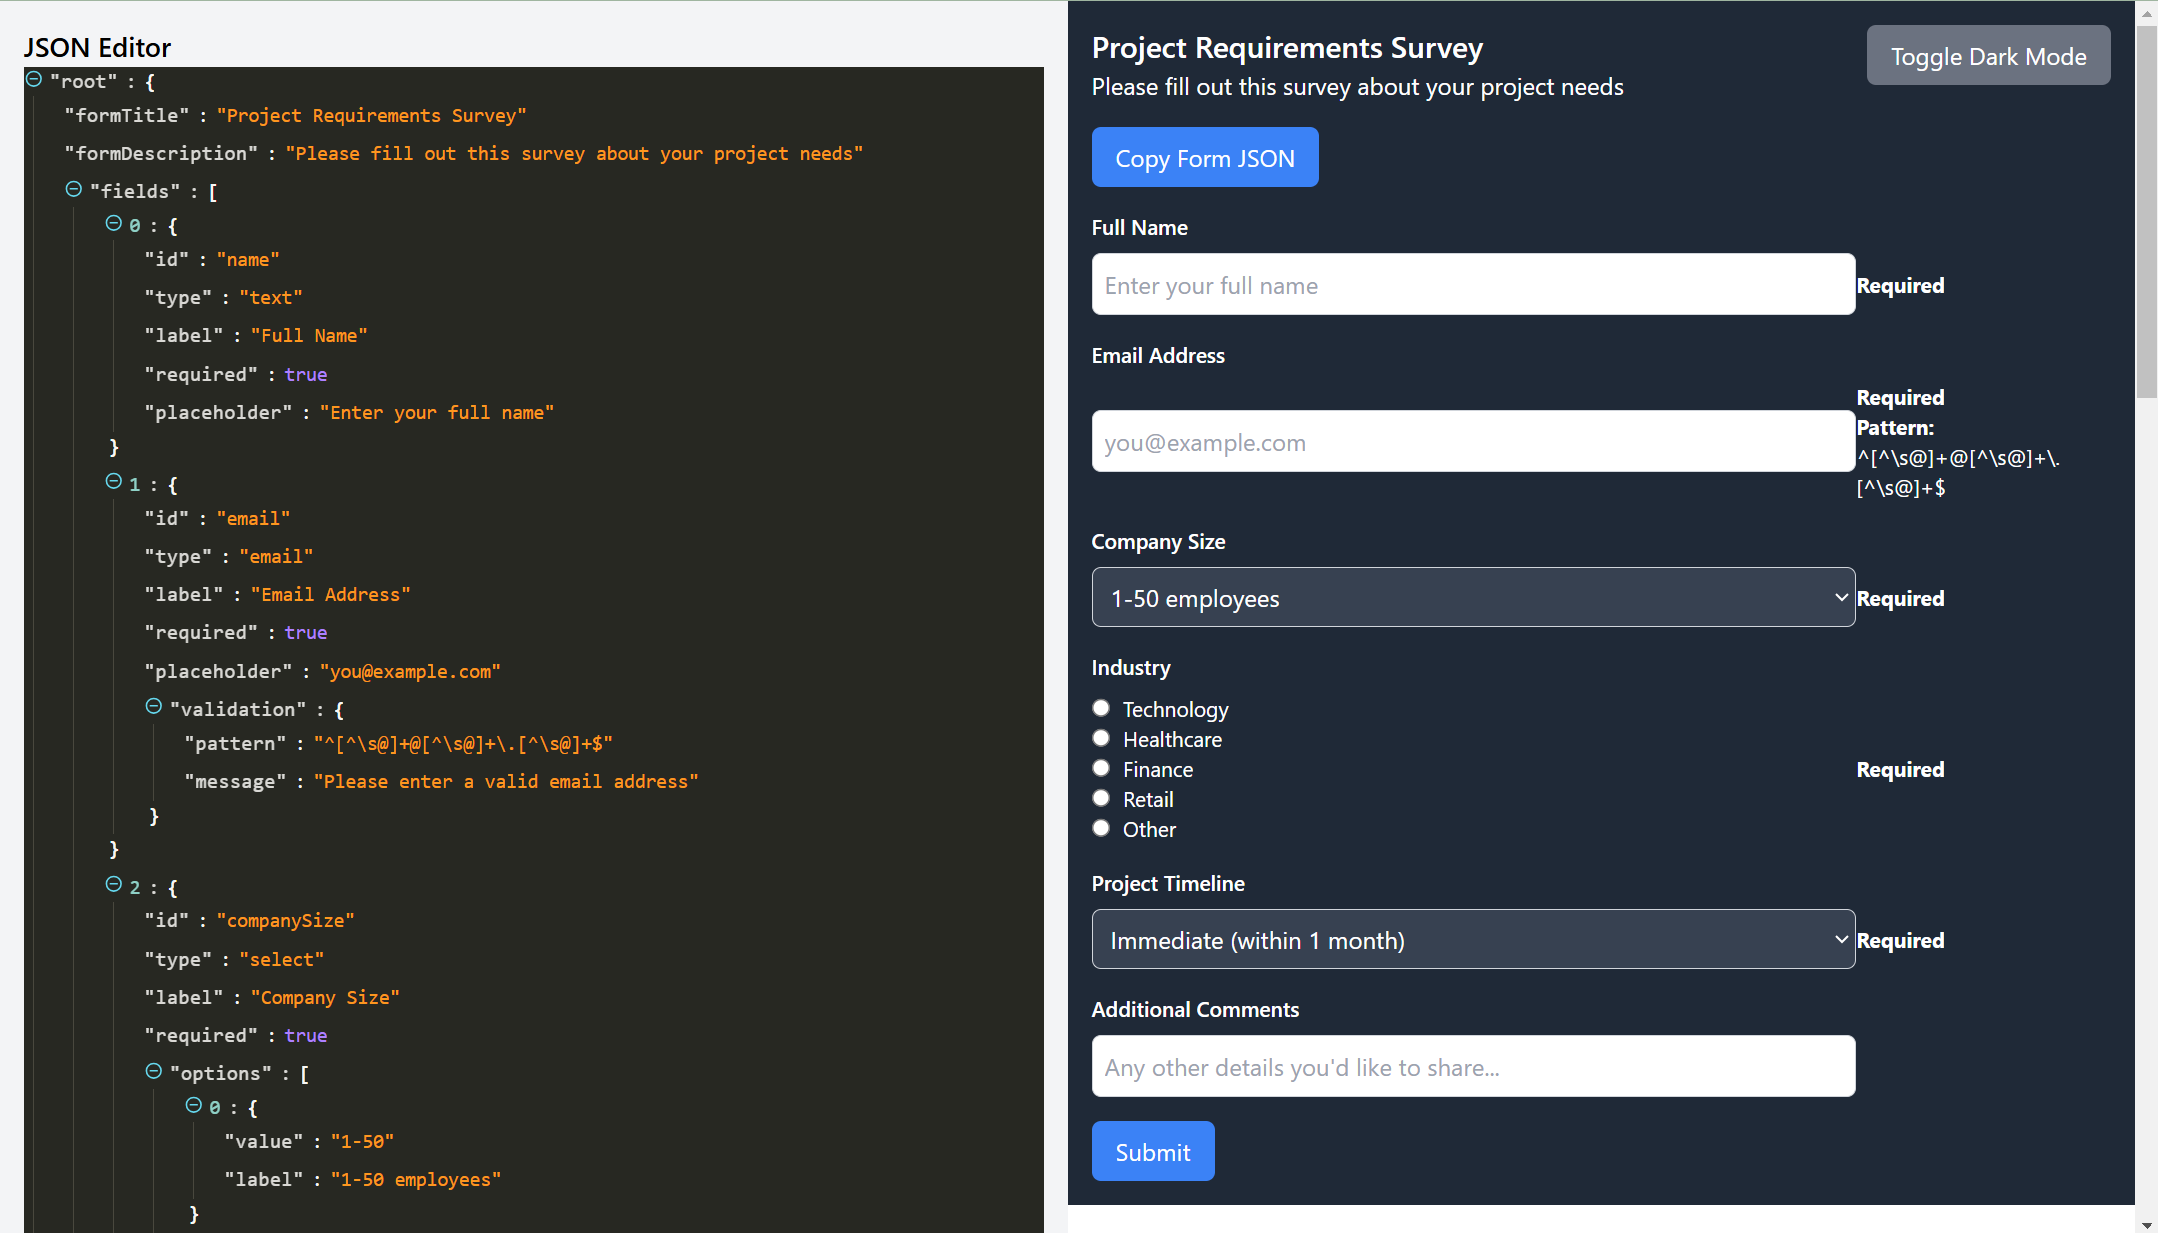 JSON Editor
"root" : {
"formTitle" : "Project Requirements Survey"
"formDescription" : "Please fill out this survey about your project needs"
"fields" : [
0 : {
"id" : "name"
"type" : "text"
"label" : "Full Name"
"required" : true
"placeholder" : "Enter your full name"
}
1 : {
"id" : "email"
"type" : "email"
"label" : "Email Address"
"required" : true
"placeholder" : "you@example.com"
"validation" : {
"pattern" : "^[^\s@]+@[^\s@]+\.[^\s@]+$"
"message" : "Please enter a valid email address"
}
}
2 : {
"id" : "companySize"
"type" : "select"
"label" : "Company Size"
"required" : true
"options" : [
0 : {
"value" : "1-50"
"label" : "1-50 employees"
}
Project Requirements Survey
Toggle Dark Mode
Please fill out this survey about your project needs
Copy Form JSON
Full Name
Enter your full name
Required
Email Address
you@example.com
Required
Pattern:
^[^\s@]+@[^\s@]+\.
[^\s@]+$
Company Size
1-50 employees
Required
Industry
Technology
Healthcare
Finance
Retail
Other
Required
Project Timeline
Immediate (within 1 month)
Required
Additional Comments
Any other details you'd like to share...
Submit